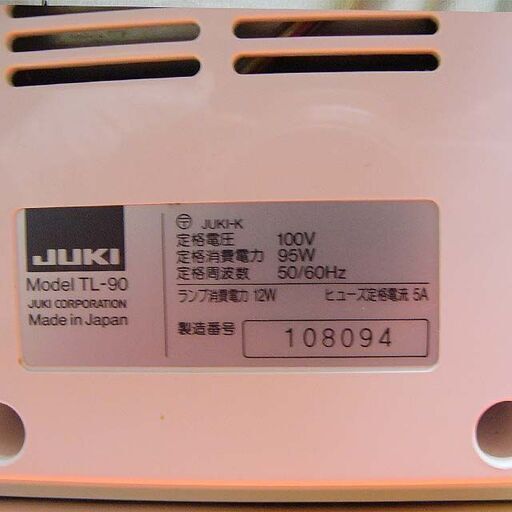 JUKI
Model TL-90
JUKI CORPORATION
Made in Japan
〒 JUKI-K
定格電圧 100V
定格消費電力 95W
定格周波数 50/60Hz
ランプ消費電力 12W ヒューズ定格電流 5A
製造番号 108094